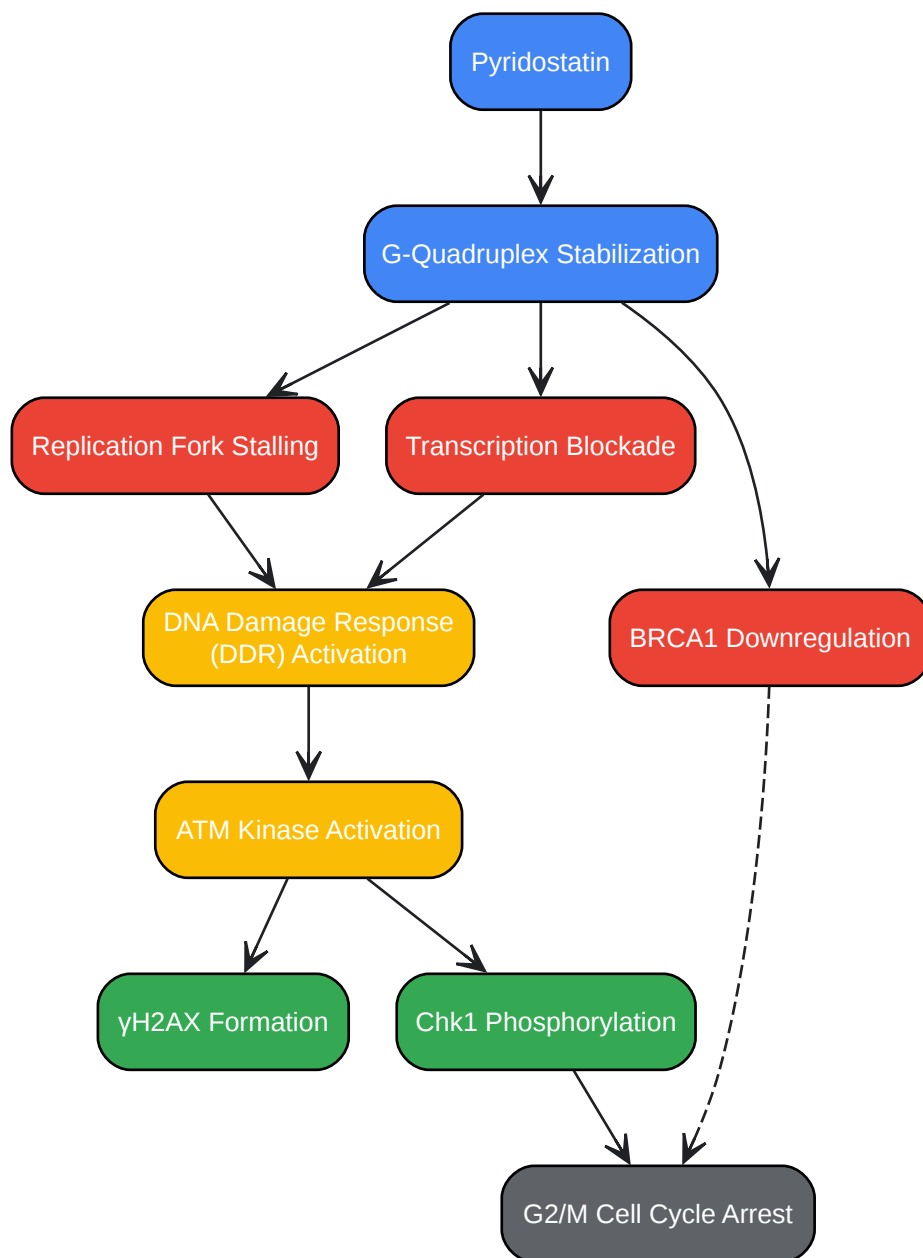 Pyridostatin
G-Quadruplex Stabilization
Replication Fork Stalling
Transcription Blockade
DNA Damage Response
(DDR) Activation
BRCA1 Downregulation
ATM Kinase Activation
γH2AX Formation
Chk1 Phosphorylation
G2/M Cell Cycle Arrest